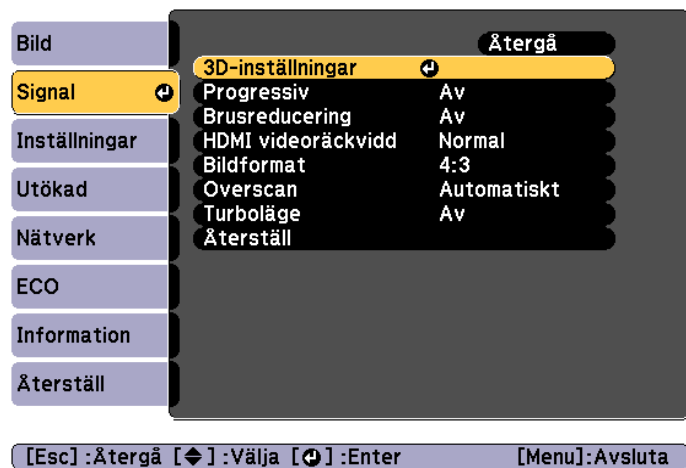 Bild
Signal
Inställningar
Utökad
Nätverk
ECO
Information
Återställ
Återgå
3D-inställningar
Progressiv Av
Brusreducering Av
HDMI videoräckvidd Normal
Bildformat 4:3
Overscan Automatiskt
Turboläge Av
Återställ
[Esc] :Återgå [ ] :Välja [ ] :Enter [Menu]:Avsluta